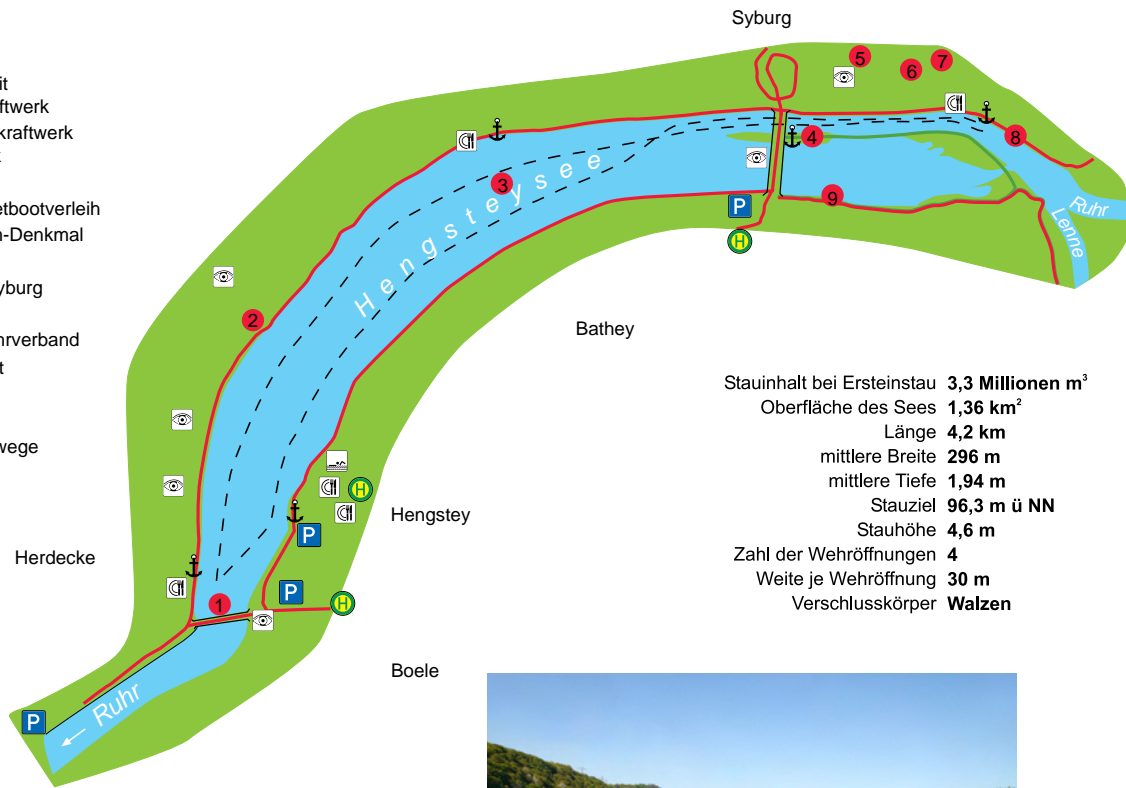 Syburg
it
ftwerk
kraftwerk
etbootverleih
n-Denkmal
yburg
hrverband
t
wege
5
6
7
8
4
3
9
2
1
Hengsteysee
P
H
Ruhr
Lenne
Bathey
Stauinhalt bei Ersteinstau 3,3 Millionen m³
Oberfläche des Sees 1,36 km²
Länge 4,2 km
mittlere Breite 296 m
mittlere Tiefe 1,94 m
Stauziel 96,3 m ü NN
Stauhöhe 4,6 m
Zahl der Wehröffnungen 4
Weite je Wehröffnung 30 m
Verschlusskörper Walzen
H
Hengstey
P
Herdecke
P
H
Boele
Ruhr
P